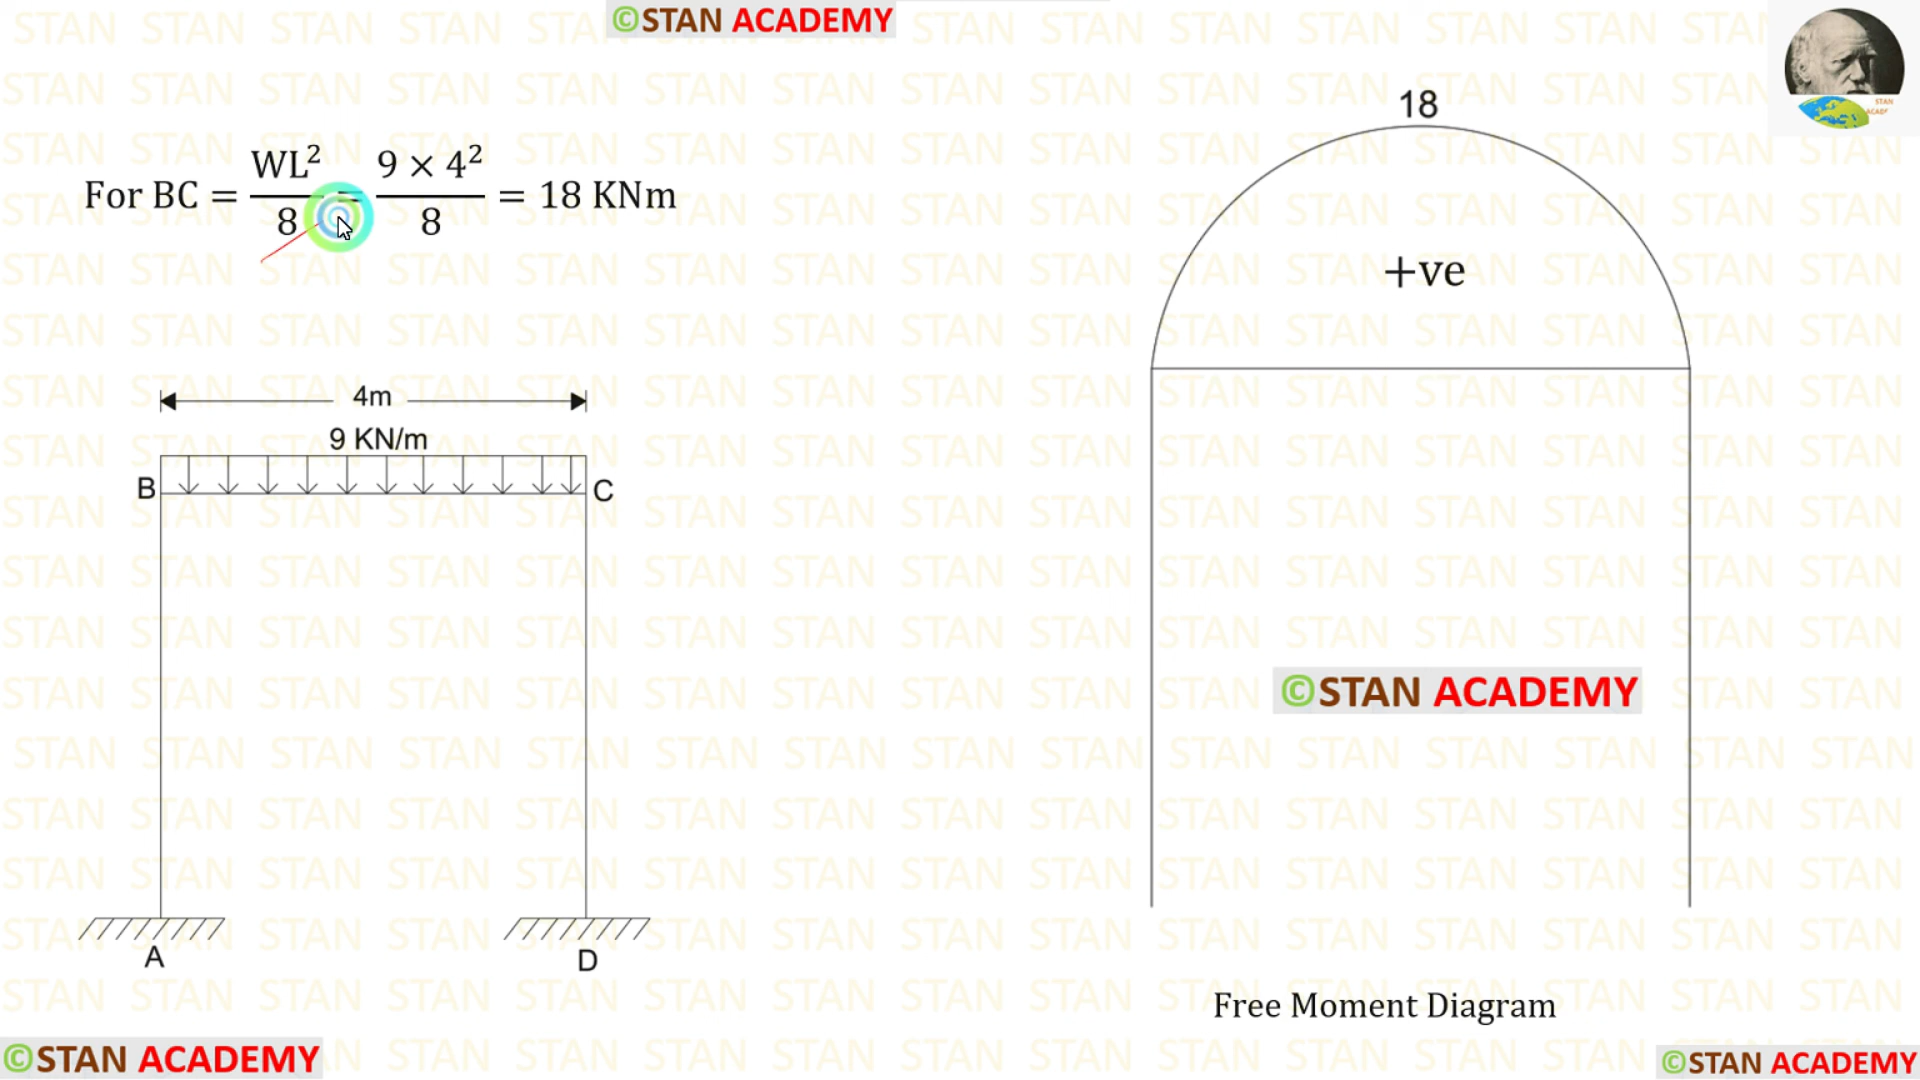 ©STAN ACADEMY
For BC = WL²/8 = 9 × 4²/8 = 18 KNm
4m
9 KN/m
B
C
A
D
18
+ve
©STAN ACADEMY
Free Moment Diagram
©STAN ACADEMY
©STAN ACADEMY